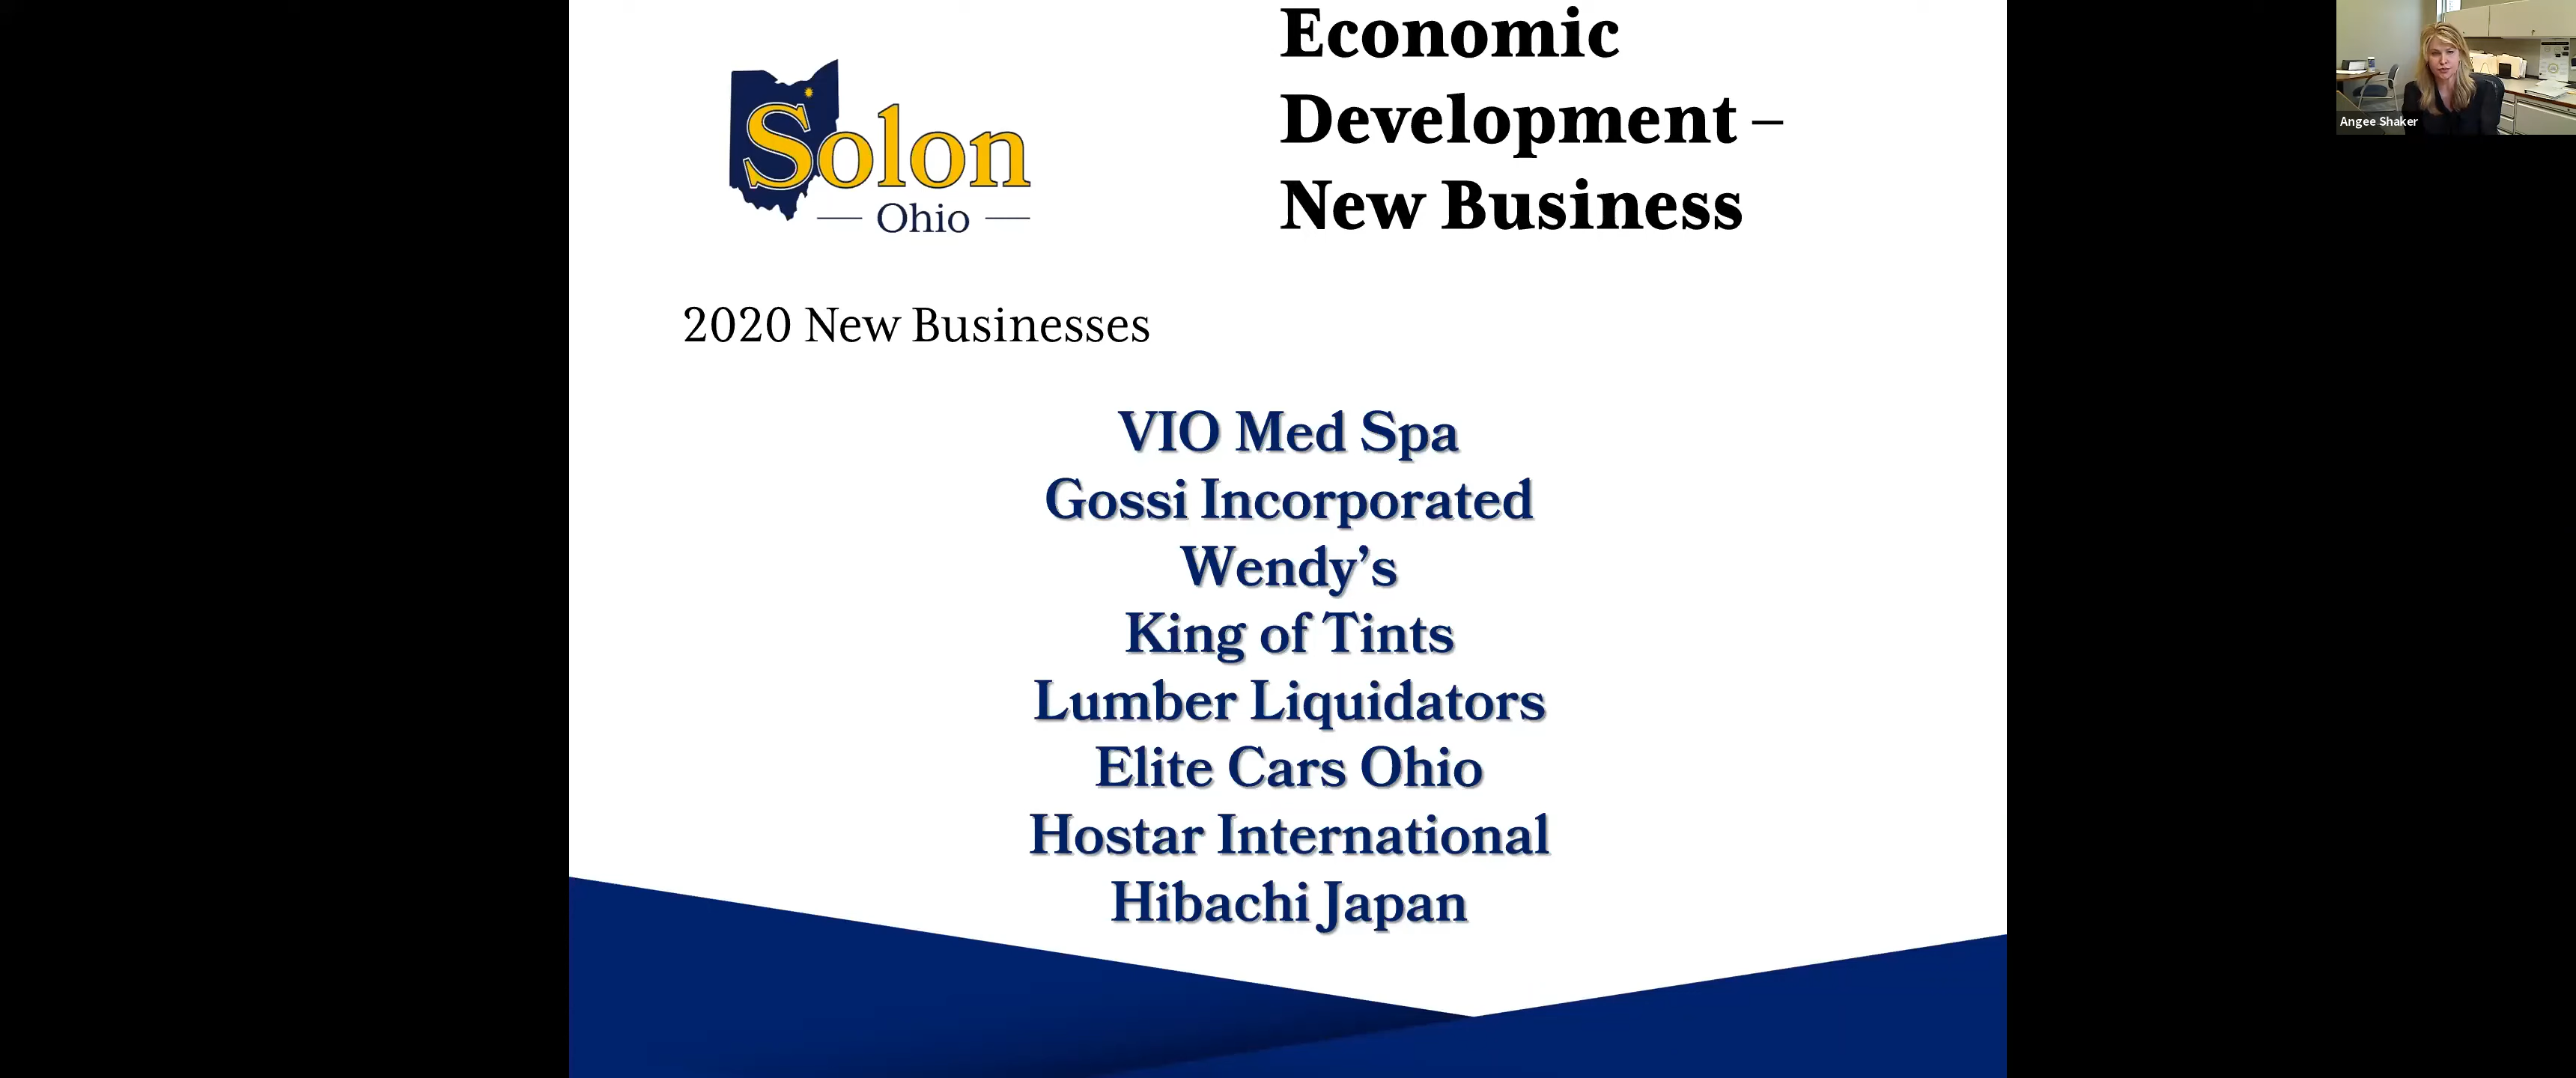 Economic
Development –
New Business
Solon
Ohio
2020 New Businesses
VIO Med Spa
Gossi Incorporated
Wendy’s
King of Tints
Lumber Liquidators
Elite Cars Ohio
Hostar International
Hibachi Japan
Angee Shaker